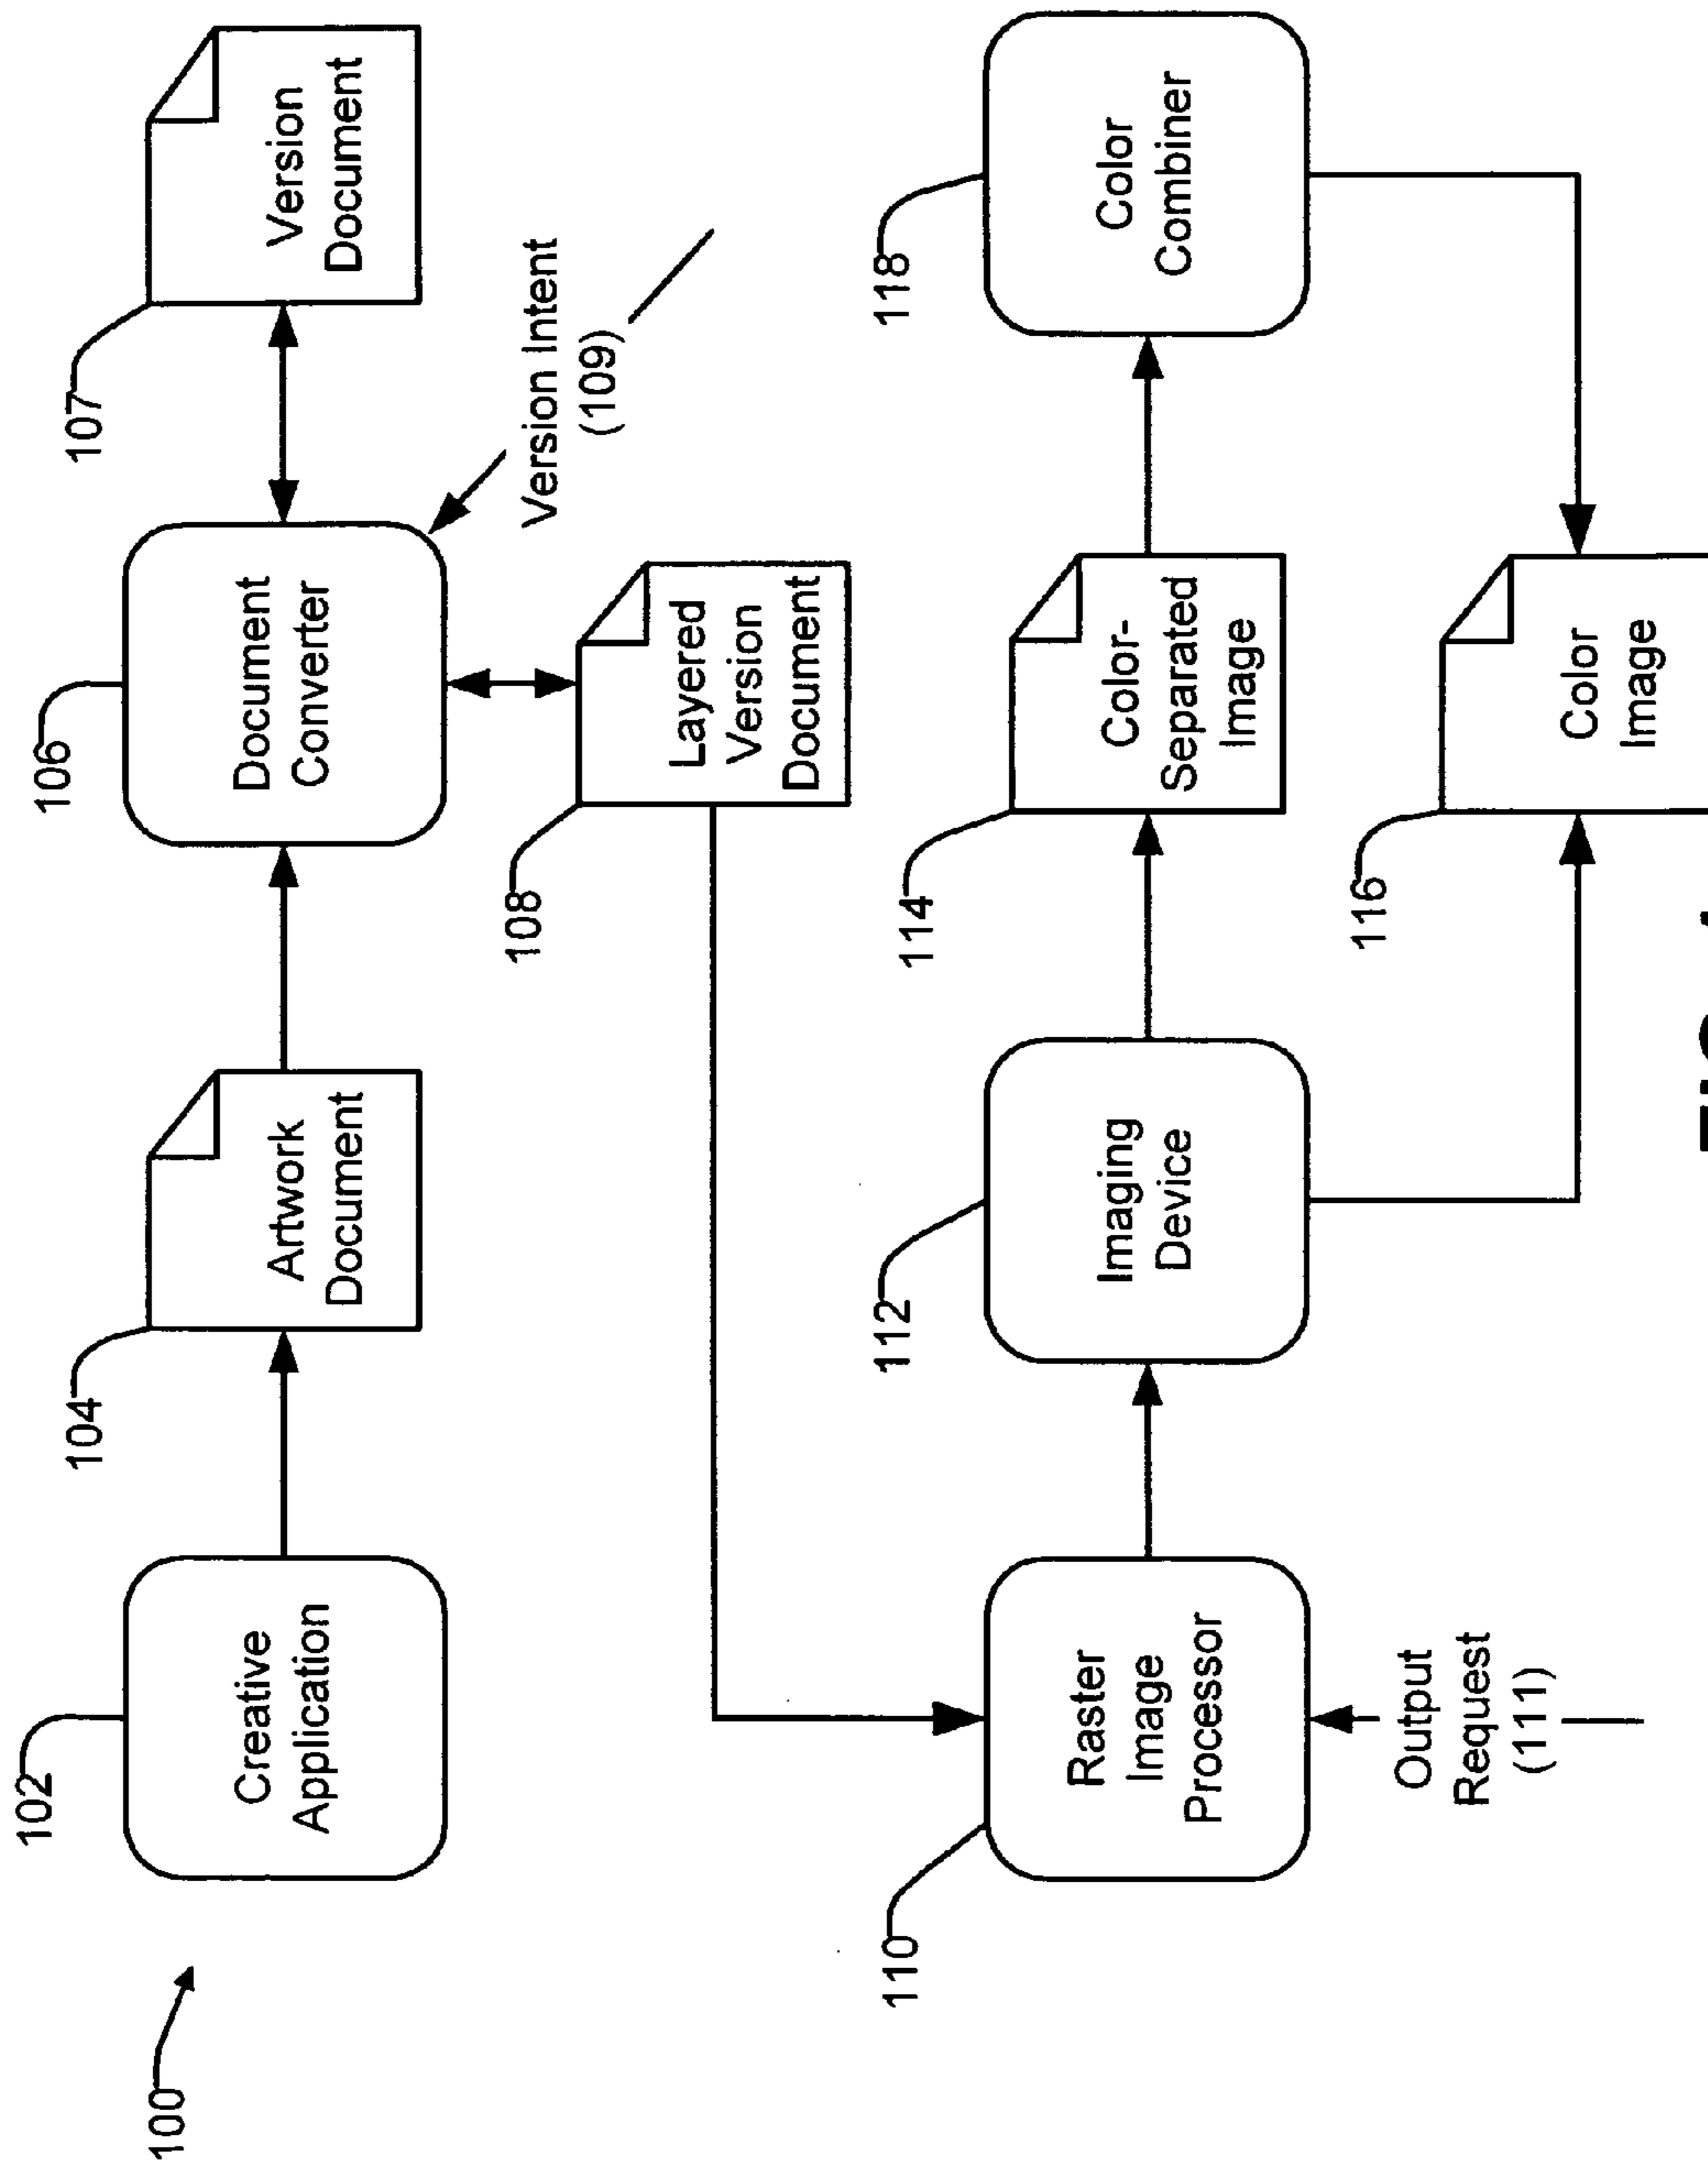 100
102
Creative
Application
104
Artwork
Document
106
Document
Converter
107
Version
Document
Version Intent
(109)
108
Layered
Version
Document
110
Raster
Image
Processor
Output
Request
(111)
112
Imaging
Device
114
Color-
Separated
Image
118
Color
Combiner
116
Color
Image